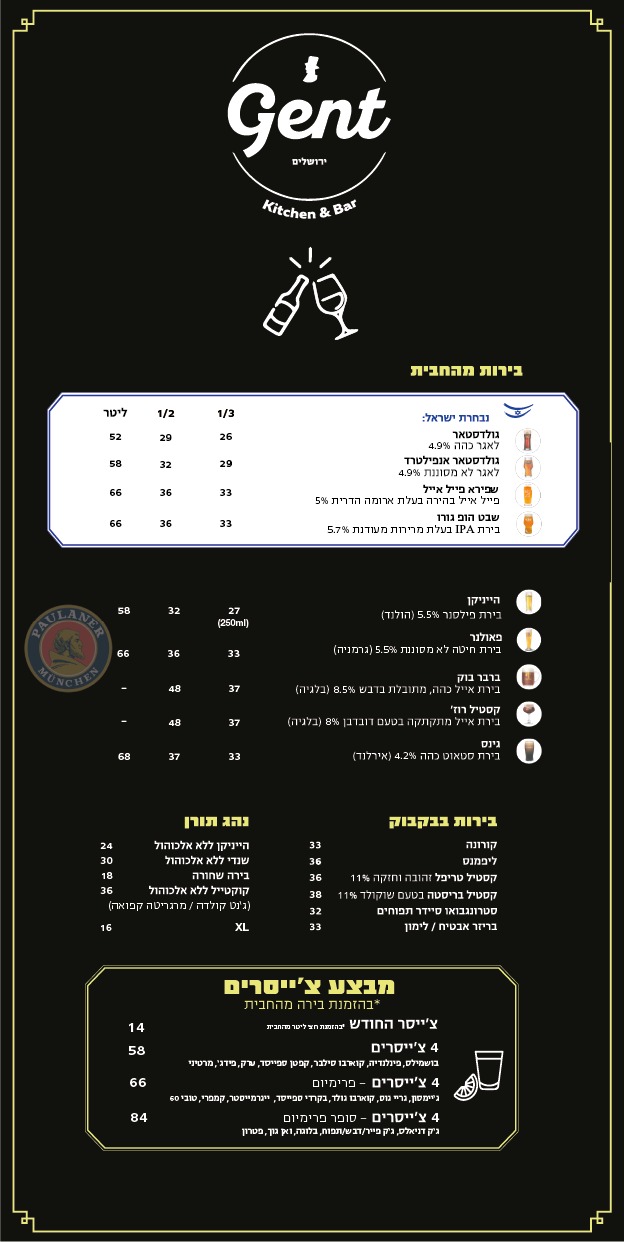 Gent
ירושלים
Kitchen & Bar
בירות מהחבית
נבחרת ישראל: 1/3 1/2 ליטר
גולדסטאר
לאגר כהה 4.9% 26 29 52
גולדסטאר אנפילטרד
לאגר לא מסוננת 4.9% 29 32 58
שפירא פייל אייל
פייל אייל בהירה בעלת ארומה הדרית 5% 33 36 66
שבט הופ גורו
בירת IPA בעלת מרירות מעודנת 5.7% 33 36 66
הייניקן
בירת פילסנר 5.5% (הולנד) 27 32 58
(250ml)
פאולנר
בירת חיטה לא מסוננת 5.5% (גרמניה) 33 36 66
PAULANER
MÜNCHEN
ברבר בוק
בירת אייל כהה, מתובלת בדבש 8.5% (בלגיה) 37 48 –
קסטיל רוז'
בירת אייל מתקתקה בטעם דובדבן 8% (בלגיה) 37 48 –
גינס
בירת סטאוט כהה 4.2% (אירלנד) 33 37 68
בירות בבקבוק
קורונה 33
ליפמנס 36
קסטיל טריפל זהובה וחזקה 11% 36
קסטיל בריסטה בטעם שוקולד 11% 38
סטרונגבואו סיידר תפוחים 32
בריזר אבטיח / לימון 33
נהג תורן
הייניקן ללא אלכוהול 24
שנדי ללא אלכוהול 30
בירה שחורה 18
קוקטייל ללא אלכוהול 36
(ג'נט קולדה / מרגריטה קפואה)
XL 16
מבצע צ'ייסרים
*בהזמנת בירה מהחבית
צ'ייסר החודש *בהזמנת חצי ליטר מהחבית 14
4 צ'ייסרים 58
בושמילס, פינלנדיה, קוארבו סילבר, קפטן ספייסד, ערק, פידג', מרטיני
4 צ'ייסרים – פרימיום 66
ג'יימסון, גריי גוס, קוארבו גולד, בקרדי ספייסד, ייגרמייסטר, קמפרי, טובי 60
4 צ'ייסרים – סופר פרימיום 84
ג'ק דניאלס, ג'ק פייר/דבש/תפוח, בלוגה, ואן גוך, פטרון